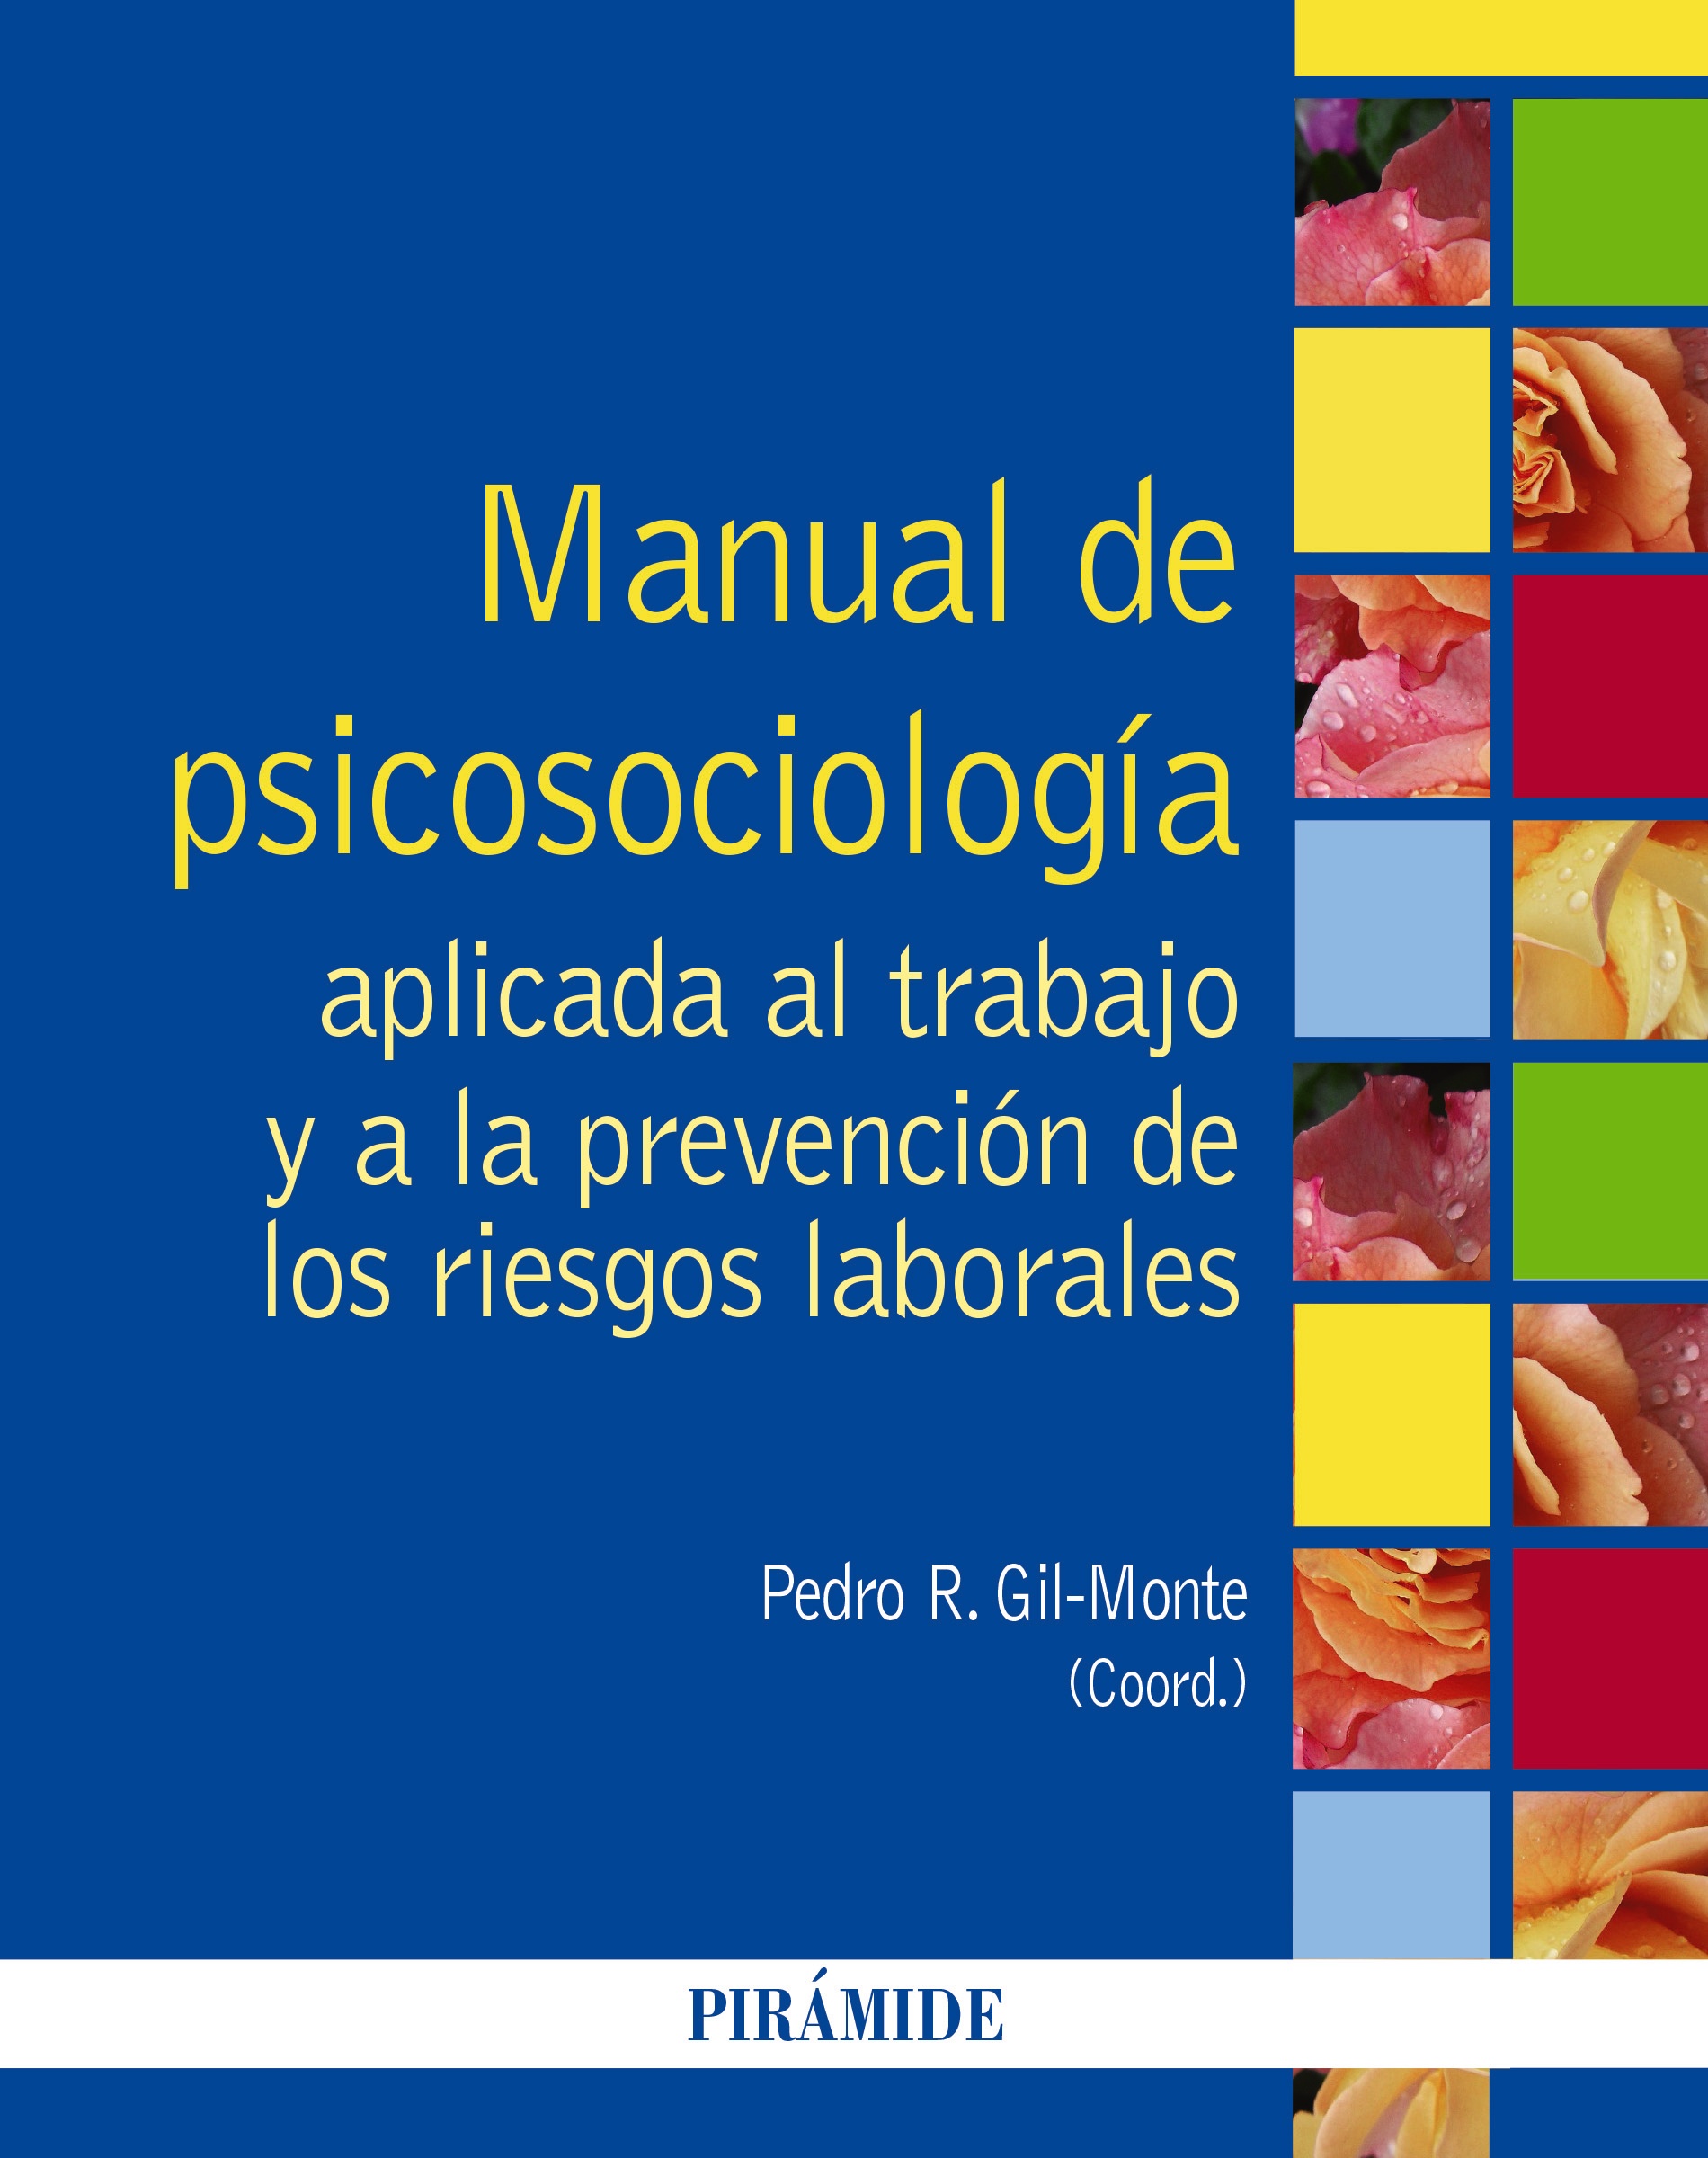 Manual de
psicosociología
aplicada al trabajo
y a la prevención de
los riesgos laborales
Pedro R. Gil-Monte
(Coord.)
PIRÁMIDE